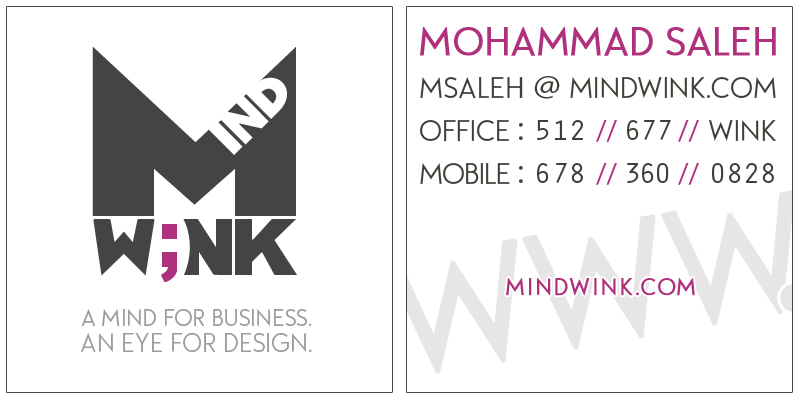 MIND
W;NK
A MIND FOR BUSINESS.
AN EYE FOR DESIGN.
MOHAMMAD SALEH
MSALEH @ MINDWINK.COM
OFFICE : 512 // 677 // WINK
MOBILE : 678 // 360 // 0828
WWW.
MINDWINK.COM